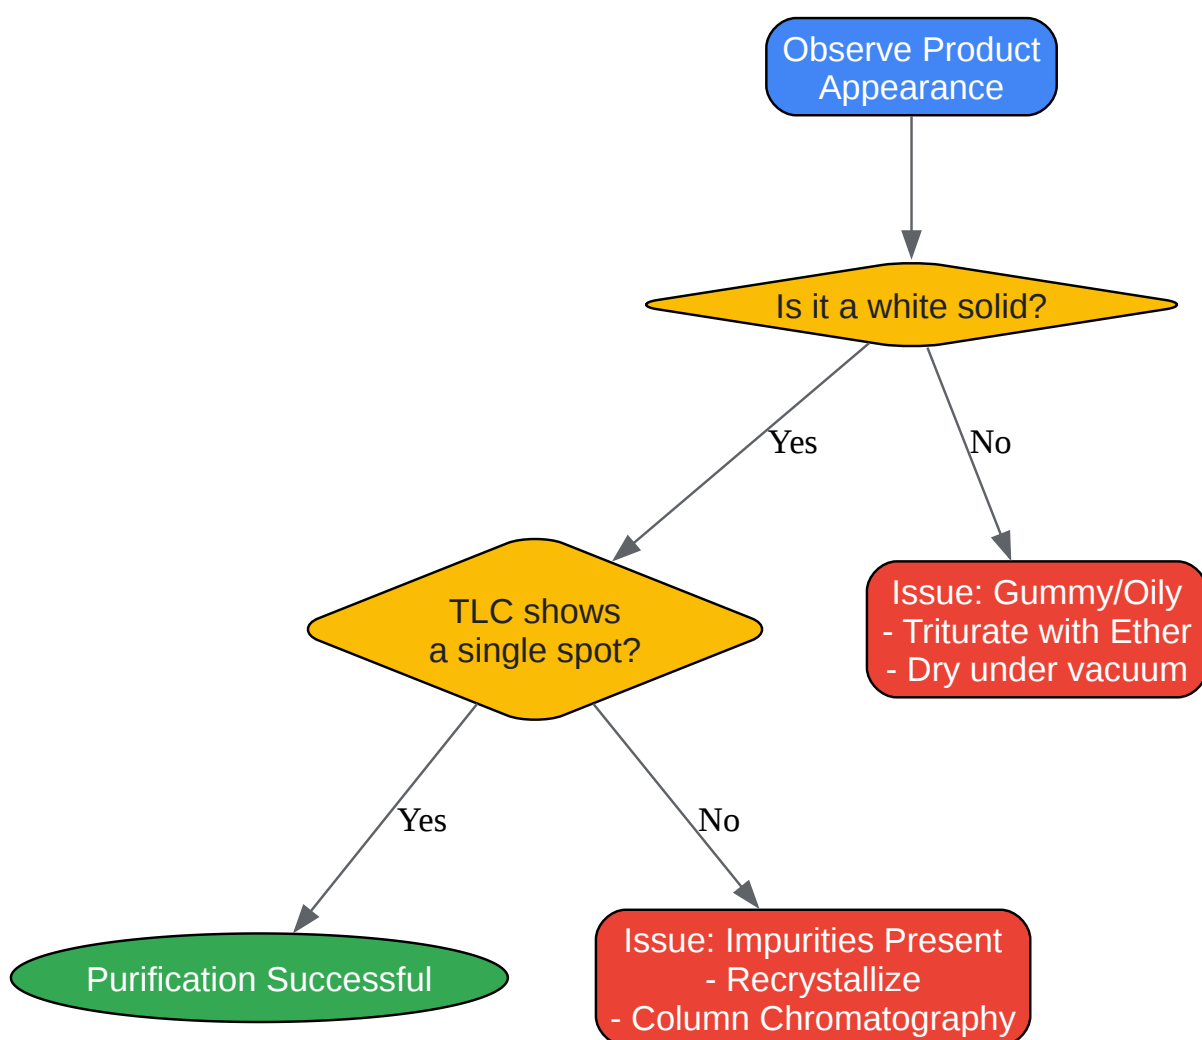 Observe Product
Appearance
Is it a white solid?
Yes
No
TLC shows
a single spot?
Issue: Gummy/Oily
- Triturate with Ether
- Dry under vacuum
Yes
No
Purification Successful
Issue: Impurities Present
- Recrystallize
- Column Chromatography